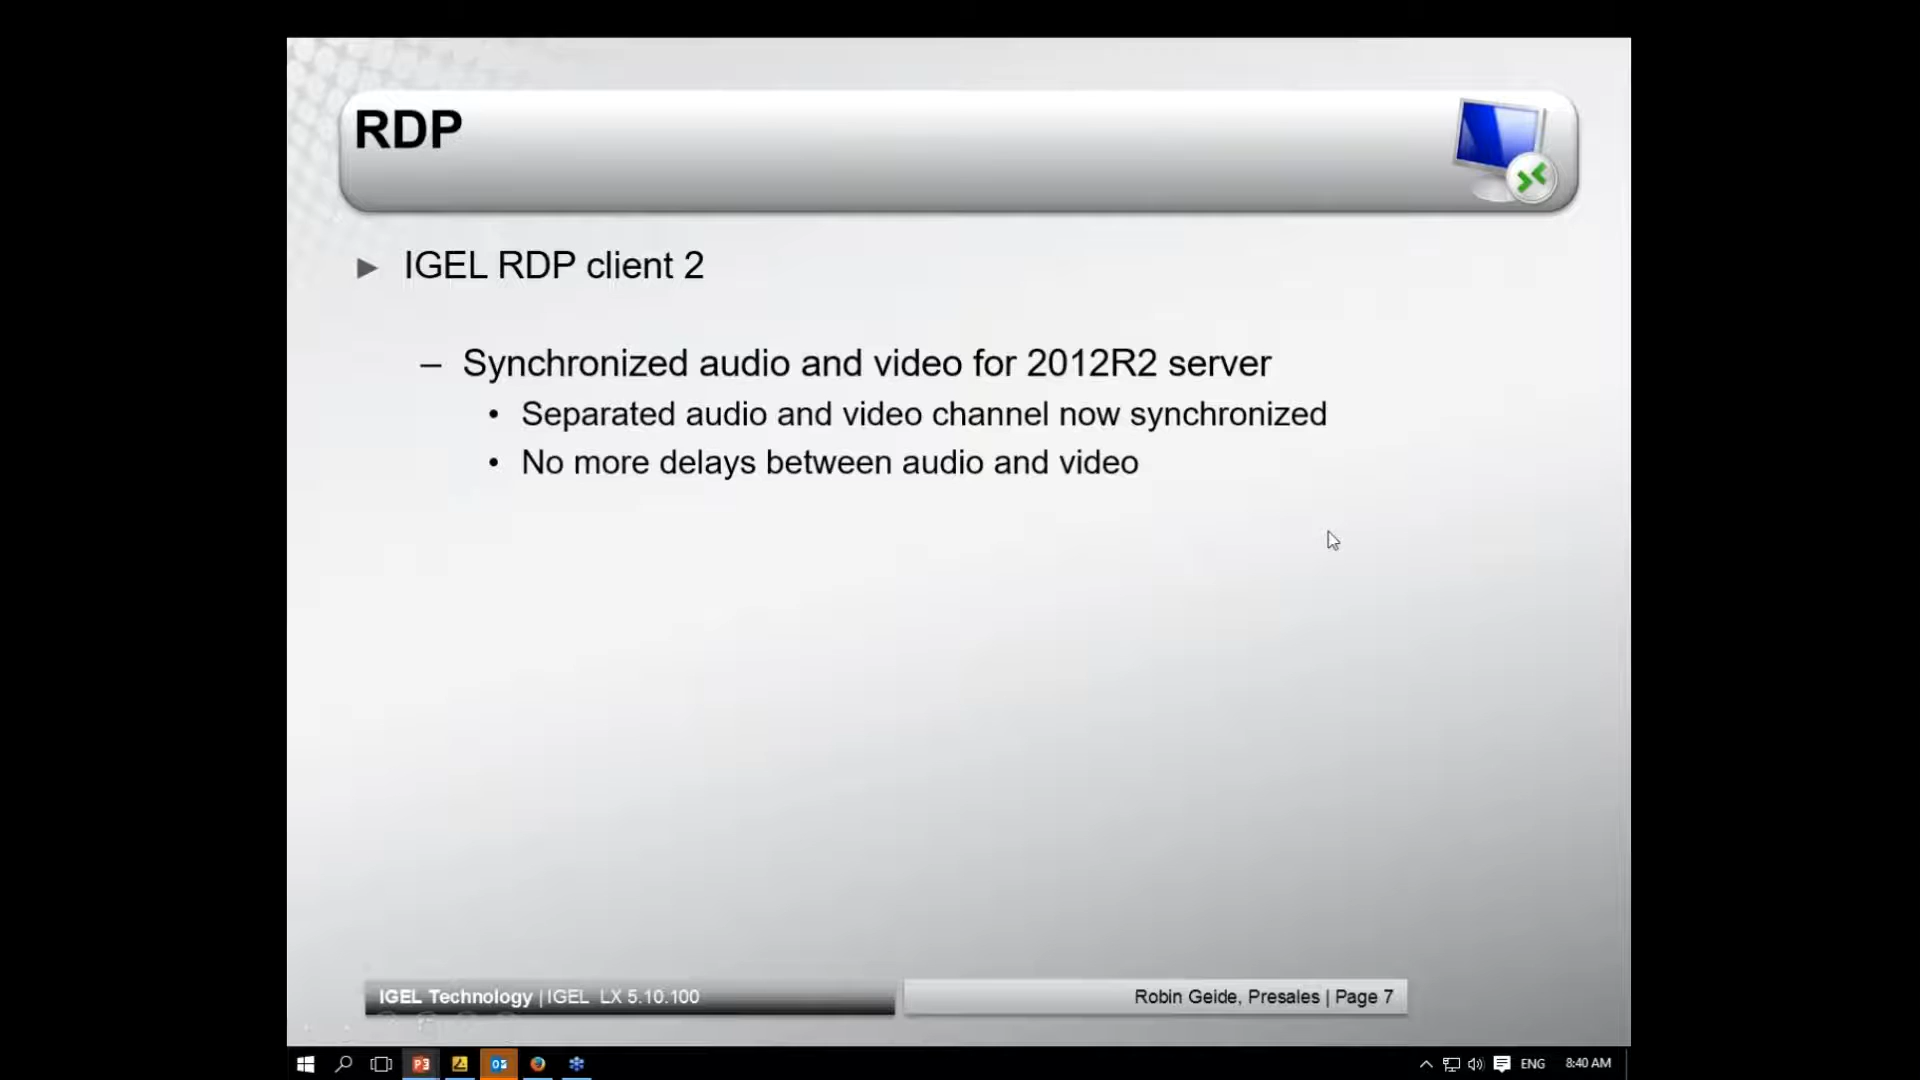 RDP
IGEL RDP client 2
– Synchronized audio and video for 2012R2 server
• Separated audio and video channel now synchronized
• No more delays between audio and video
IGEL Technology | IGEL LX 5.10.100
Robin Geide, Presales | Page 7
ENG
8:40 AM